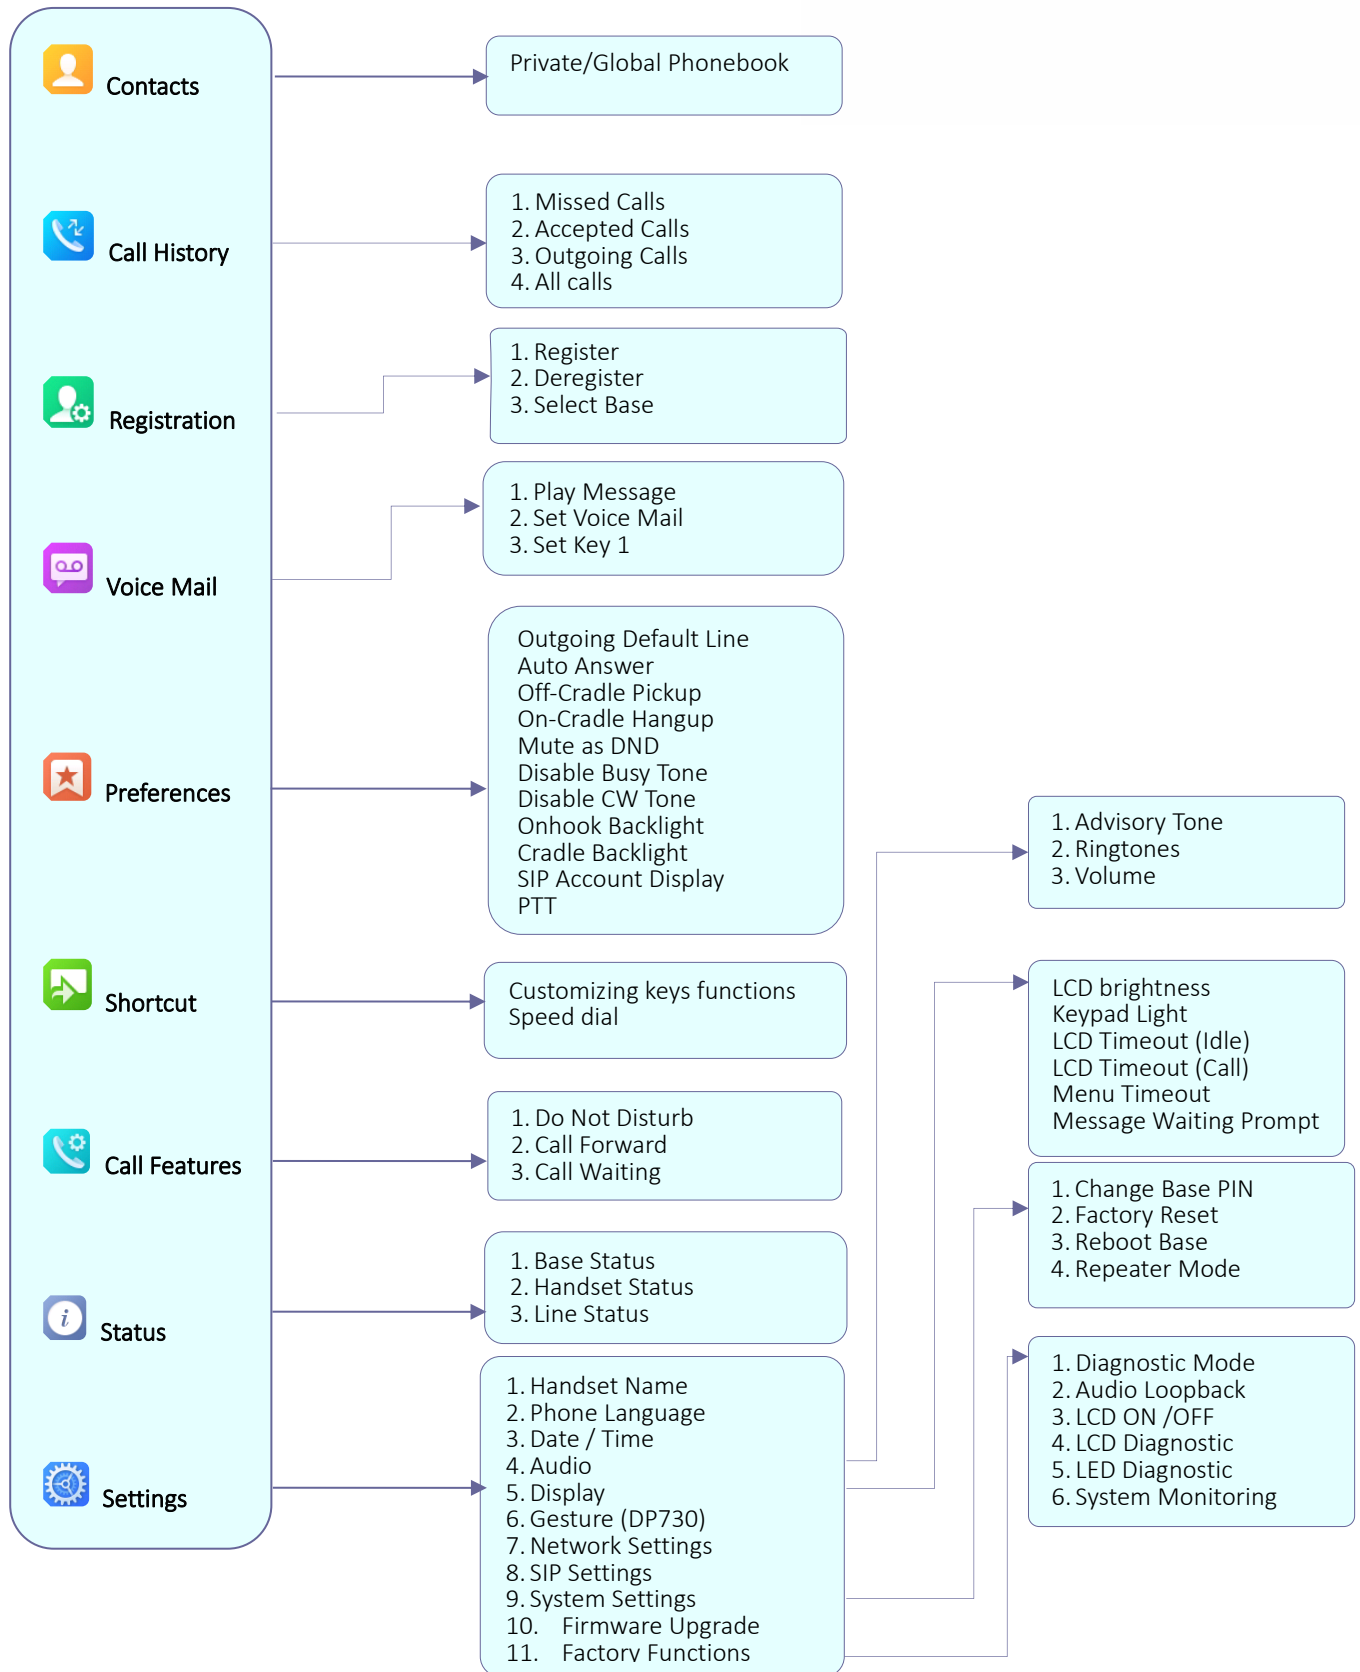 Contacts
Private/Global Phonebook
Call History
1. Missed Calls
2. Accepted Calls
3. Outgoing Calls
4. All calls
Registration
1. Register
2. Deregister
3. Select Base
Voice Mail
1. Play Message
2. Set Voice Mail
3. Set Key 1
Preferences
Outgoing Default Line
Auto Answer
Off-Cradle Pickup
On-Cradle Hangup
Mute as DND
Disable Busy Tone
Disable CW Tone
Onhook Backlight
Cradle Backlight
SIP Account Display
PTT
Shortcut
Customizing keys functions
Speed dial
Call Features
1. Do Not Disturb
2. Call Forward
3. Call Waiting
Status
1. Base Status
2. Handset Status
3. Line Status
Settings
1. Handset Name
2. Phone Language
3. Date / Time
4. Audio
5. Display
6. Gesture (DP730)
7. Network Settings
8. SIP Settings
9. System Settings
10. Firmware Upgrade
11. Factory Functions
1. Advisory Tone
2. Ringtones
3. Volume
LCD brightness
Keypad Light
LCD Timeout (Idle)
LCD Timeout (Call)
Menu Timeout
Message Waiting Prompt
1. Change Base PIN
2. Factory Reset
3. Reboot Base
4. Repeater Mode
1. Diagnostic Mode
2. Audio Loopback
3. LCD ON /OFF
4. LCD Diagnostic
5. LED Diagnostic
6. System Monitoring